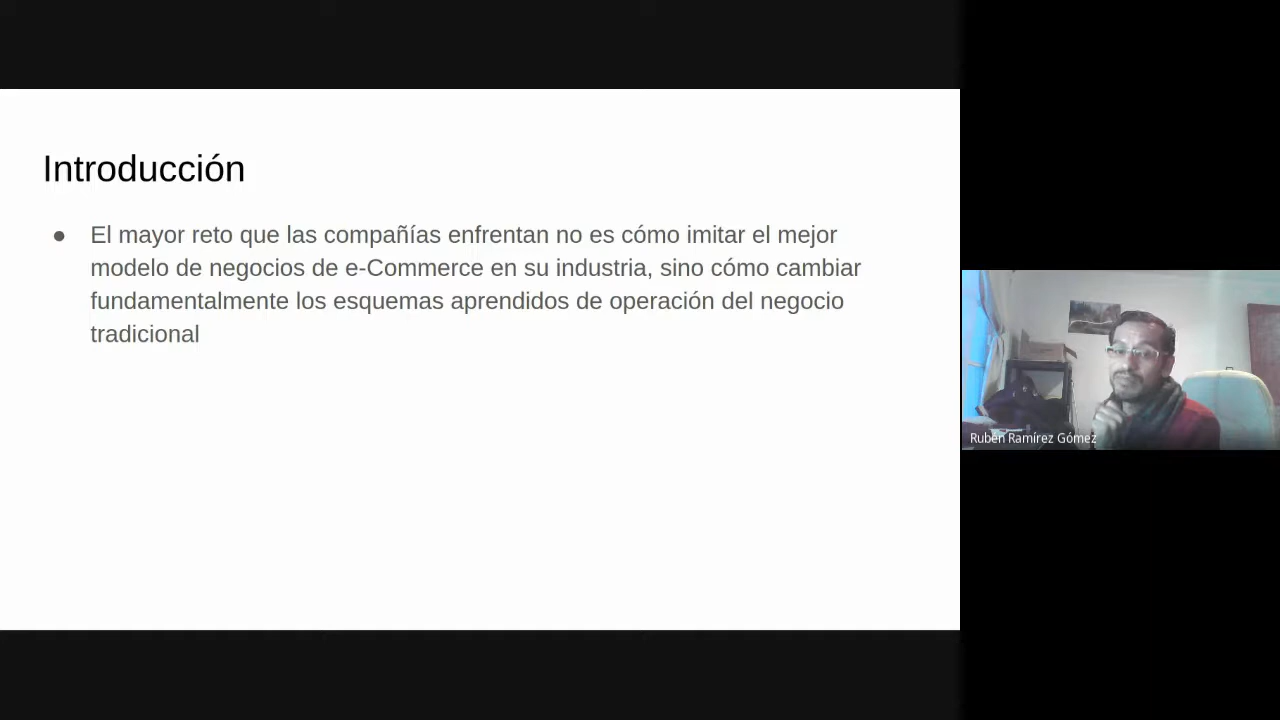 Introducción
● El mayor reto que las compañías enfrentan no es cómo imitar el mejor
modelo de negocios de e-Commerce en su industria, sino cómo cambiar
fundamentalmente los esquemas aprendidos de operación del negocio
tradicional
Rubén Ramírez Gómez